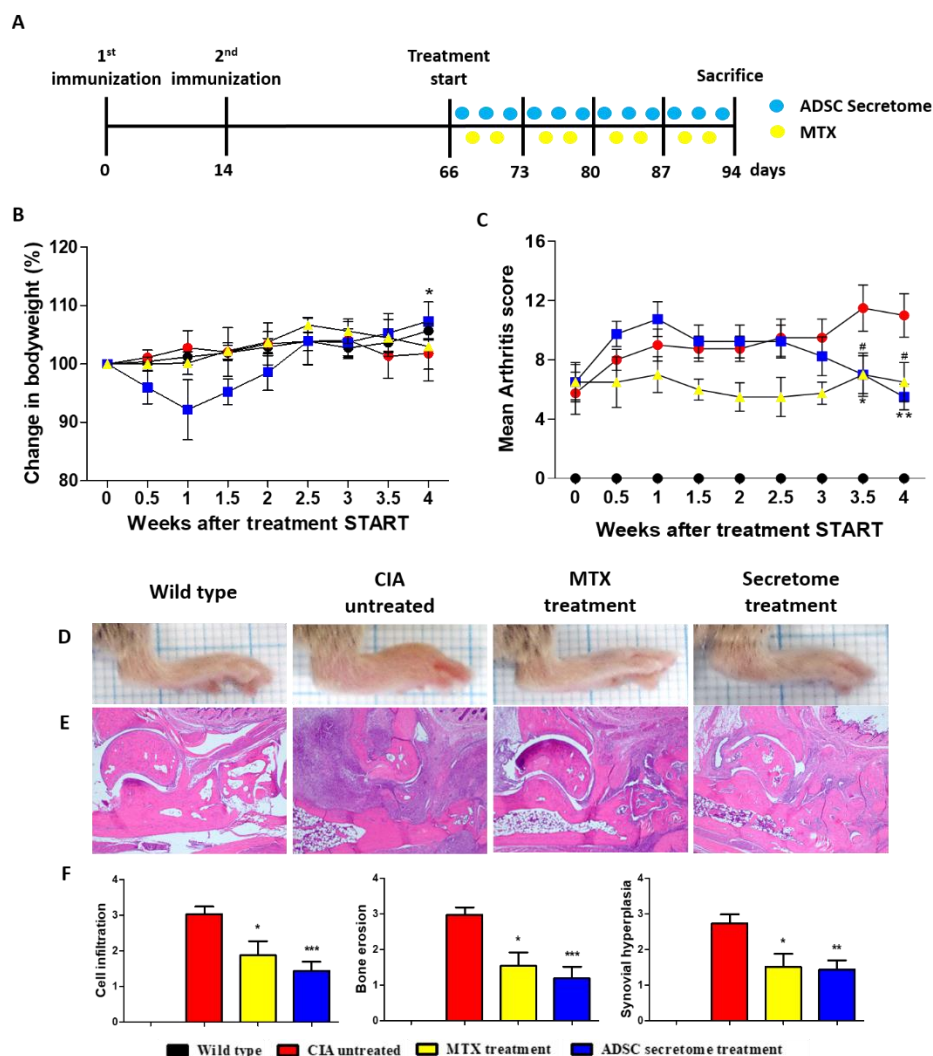 A
1st immunization
2nd immunization
Treatment start
Sacrifice
ADSC Secretome
MTX
0 14 66 73 80 87 94 days
B
120
110
100
90
80
Change in bodyweight (%)
*
0 0.5 1 1.5 2 2.5 3 3.5 4
Weeks after treatment START
C
16
12
8
4
0
Mean Arthritis score
# #
* **
0 0.5 1 1.5 2 2.5 3 3.5 4
Weeks after treatment START
Wild type
CIA untreated
MTX treatment
Secretome treatment
D
E
F
Cell infiltration
4
3
2
1
0
* ***
Bone erosion
4
3
2
1
0
* ***
Synovial hyperplasia
4
3
2
1
0
* **
Wild type CIA untreated MTX treatment ADSC secretome treatment